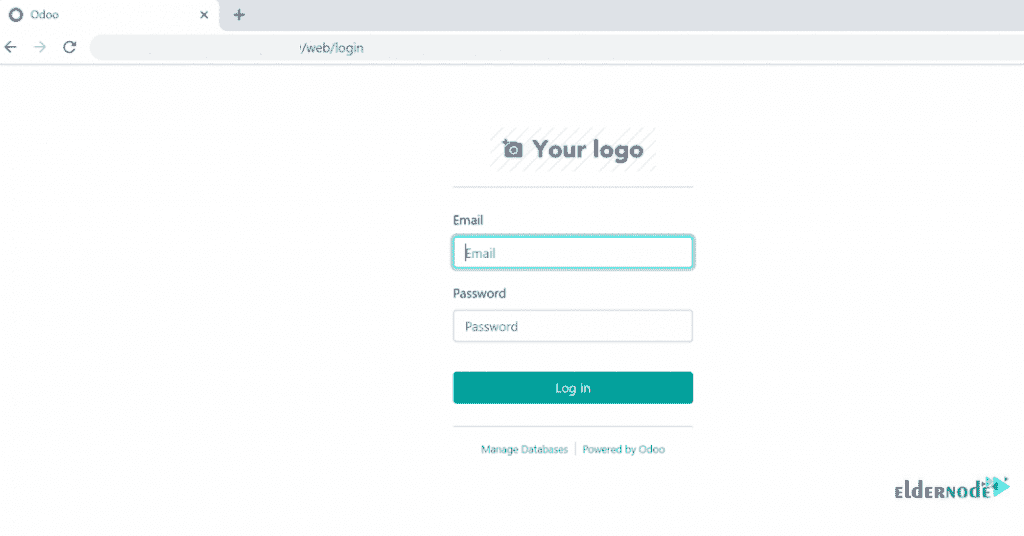 Odoo
/web/login
Your logo
Email
Email
Password
Password
Log in
Manage Databases | Powered by Odoo
ELDERNODE